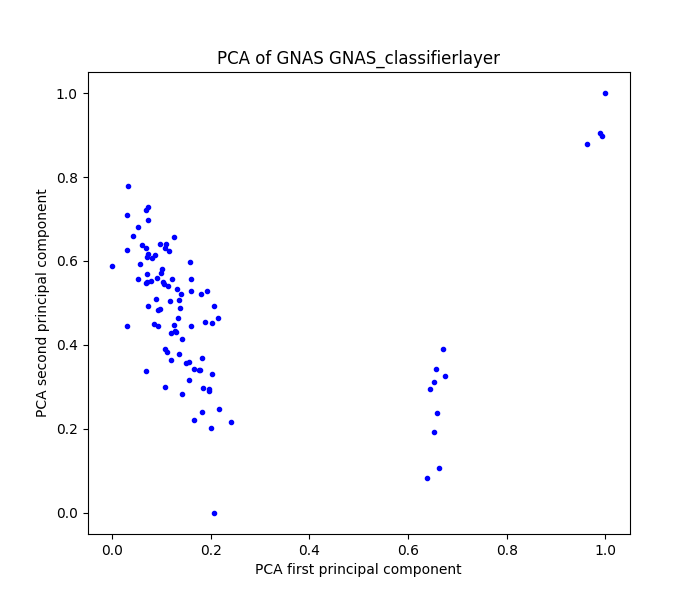 PCA of GNAS GNAS_classifierlayer
1.0
0.8
0.6
0.4
0.2
0.0
PCA second principal component
0.0 0.2 0.4 0.6 0.8 1.0
PCA first principal component